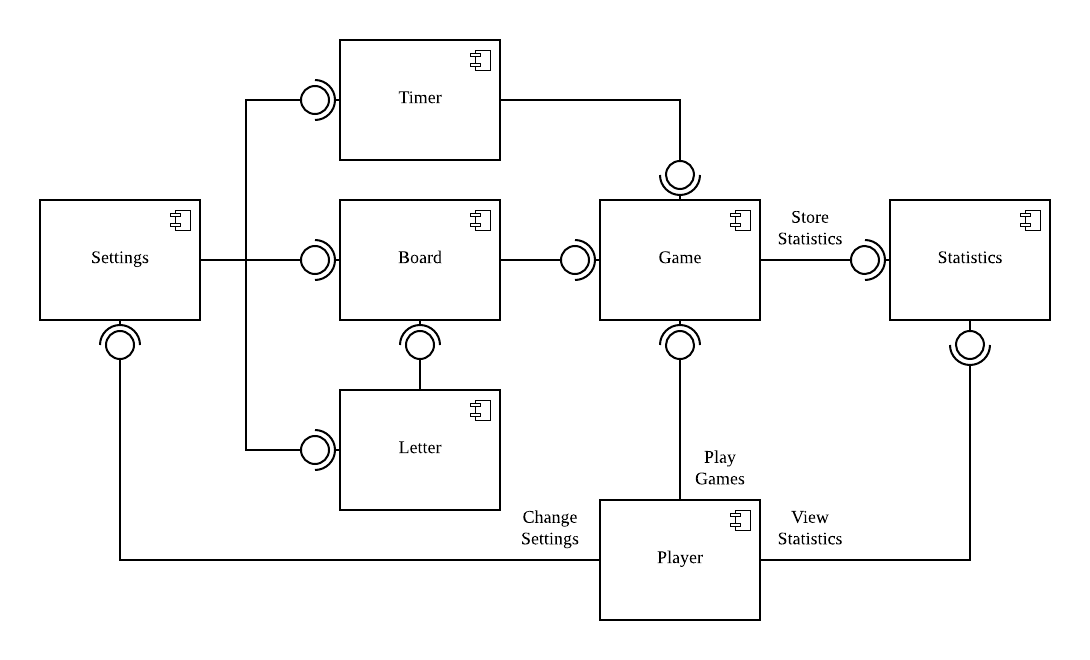 Timer
Settings
Board
Game
Store
Statistics
Statistics
Letter
Play
Games
Change
Settings
Player
View
Statistics